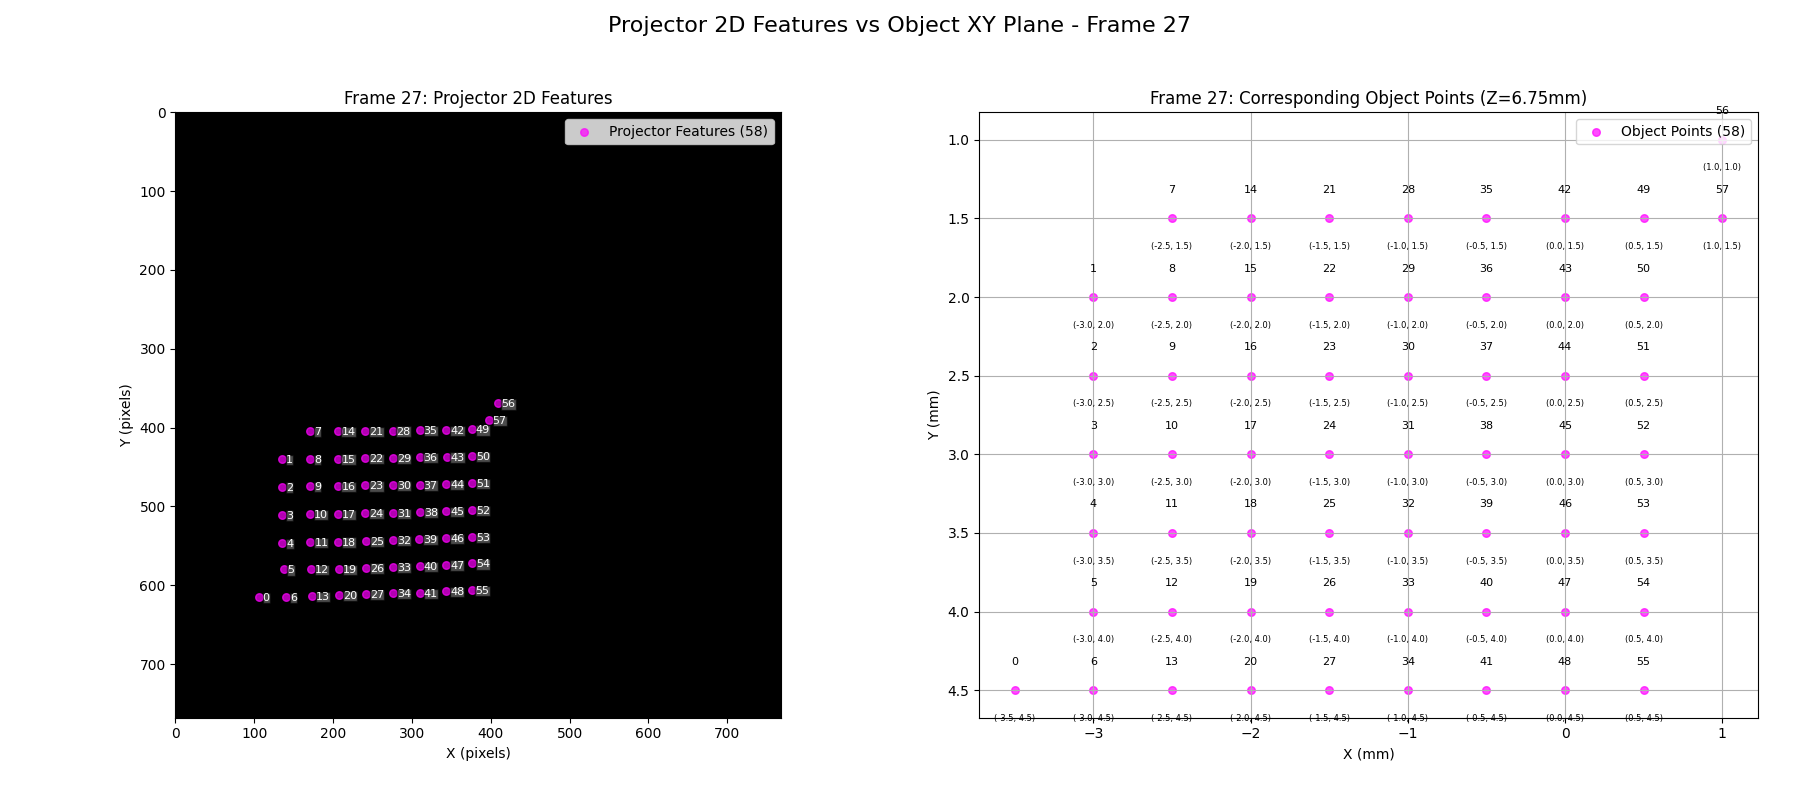 Projector 2D Features vs Object XY Plane - Frame 27
Frame 27: Projector 2D Features
Projector Features (58)
0
100
200
300
400
500
600
700
Y (pixels)
56
57
7 14 21 28 35 42 49
1 8 15 22 29 36 43 50
2 9 16 23 30 37 44 51
3 10 17 24 31 38 45 52
4 11 18 25 32 39 46 53
5 12 19 26 33 40 47 54
0 6 13 20 27 34 41 48 55
0 100 200 300 400 500 600 700
X (pixels)
Frame 27: Corresponding Object Points (Z=6.75mm)
56
Object Points (58)
1.0
(1.0, 1.0)
7 14 21 28 35 42 49 57
1.5
(-2.5, 1.5) (-2.0, 1.5) (-1.5, 1.5) (-1.0, 1.5) (-0.5, 1.5) (0.0, 1.5) (0.5, 1.5) (1.0, 1.5)
1 8 15 22 29 36 43 50
2.0
(-3.0, 2.0) (-2.5, 2.0) (-2.0, 2.0) (-1.5, 2.0) (-1.0, 2.0) (-0.5, 2.0) (0.0, 2.0) (0.5, 2.0)
2 9 16 23 30 37 44 51
2.5
(-3.0, 2.5) (-2.5, 2.5) (-2.0, 2.5) (-1.5, 2.5) (-1.0, 2.5) (-0.5, 2.5) (0.0, 2.5) (0.5, 2.5)
3 10 17 24 31 38 45 52
3.0
(-3.0, 3.0) (-2.5, 3.0) (-2.0, 3.0) (-1.5, 3.0) (-1.0, 3.0) (-0.5, 3.0) (0.0, 3.0) (0.5, 3.0)
4 11 18 25 32 39 46 53
3.5
(-3.0, 3.5) (-2.5, 3.5) (-2.0, 3.5) (-1.5, 3.5) (-1.0, 3.5) (-0.5, 3.5) (0.0, 3.5) (0.5, 3.5)
5 12 19 26 33 40 47 54
4.0
(-3.0, 4.0) (-2.5, 4.0) (-2.0, 4.0) (-1.5, 4.0) (-1.0, 4.0) (-0.5, 4.0) (0.0, 4.0) (0.5, 4.0)
0 6 13 20 27 34 41 48 55
4.5
(-3.5, 4.5) (-3.0, 4.5) (-2.5, 4.5) (-2.0, 4.5) (-1.5, 4.5) (-1.0, 4.5) (-0.5, 4.5) (0.0, 4.5) (0.5, 4.5)
Y (mm)
−3 −2 −1 0 1
X (mm)